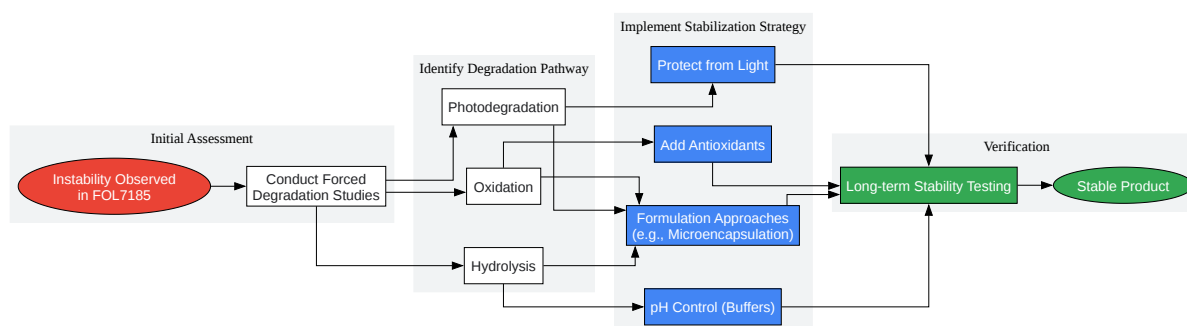 Initial Assessment
Instability Observed
in FOL7185
Conduct Forced
Degradation Studies
Identify Degradation Pathway
Photodegradation
Oxidation
Hydrolysis
Implement Stabilization Strategy
Protect from Light
Add Antioxidants
Formulation Approaches
(e.g., Microencapsulation)
pH Control (Buffers)
Verification
Long-term Stability Testing
Stable Product